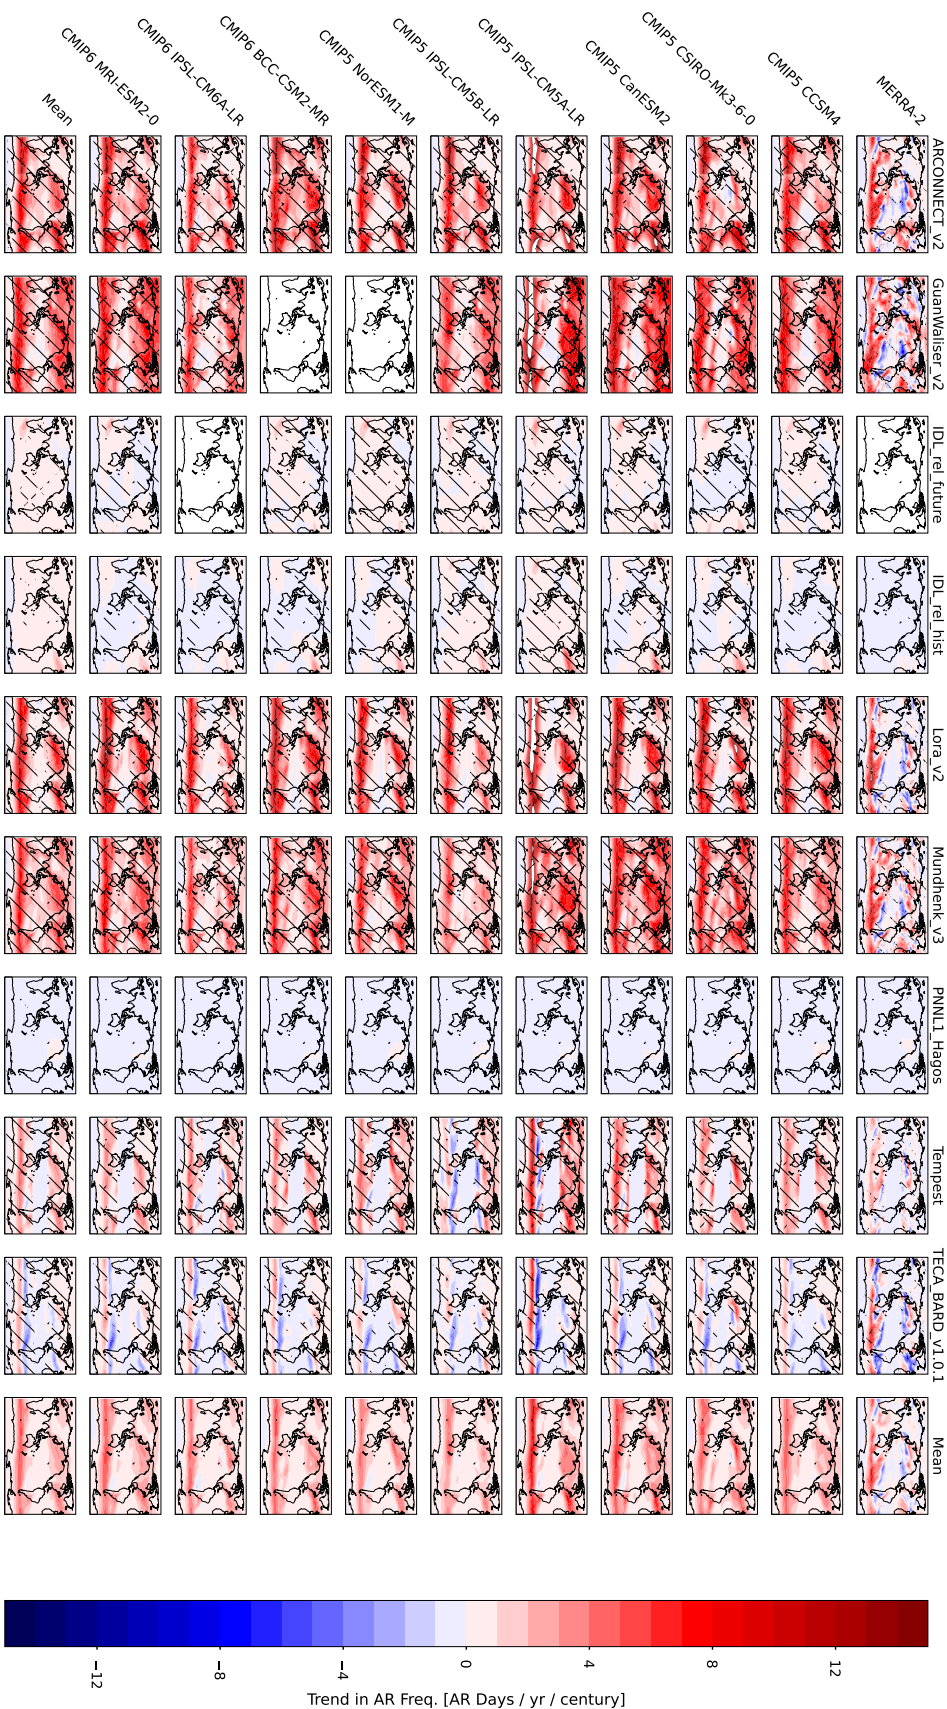 MERRA-2
CMIP5 CCSM4
CMIP5 CSIRO-Mk3-6-0
CMIP5 CanESM2
CMIP5 IPSL-CM5A-LR
CMIP5 IPSL-CM5B-LR
CMIP5 NorESM1-M
CMIP6 BCC-CSM2-MR
CMIP6 IPSL-CM6A-LR
CMIP6 MRI-ESM2-0
Mean
ARCONNECT_v2
GuanWaliser_v2
IDL_rel_future
IDL_rel_hist
Lora_v2
Mundhenk_v3
PNNL1_Hagos
Tempest
TECA_BARD_v1.0.1
Mean
−12
−8
−4
0
4
8
12
Trend in AR Freq. [AR Days / yr / century]